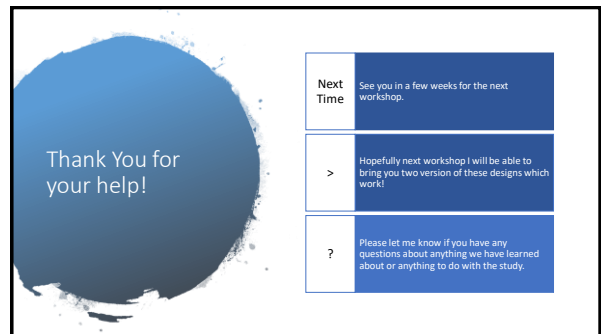 Thank You for
your help!
Next
Time
See you in a few weeks for the next
workshop.
>
Hopefully next workshop I will be able to
bring you two version of these designs which
work!
?
Please let me know if you have any
questions about anything we have learned
about or anything to do with the study.